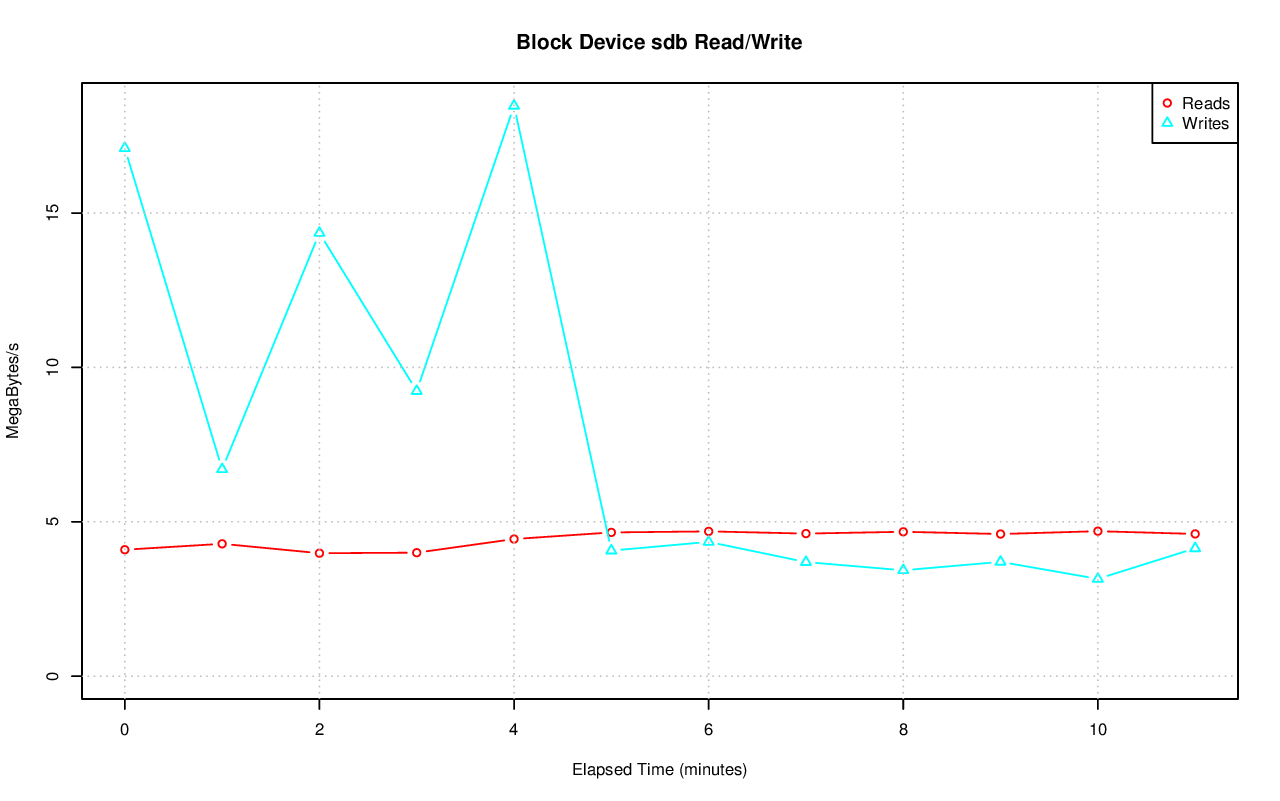 Block Device sdb Read/Write
Reads
Writes
15
10
5
0
MegaBytes/s
0 2 4 6 8 10
Elapsed Time (minutes)